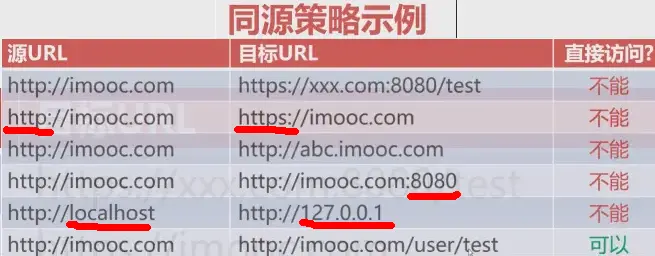 同源策略示例
源URL 目标URL 直接访问?
http://imooc.com https://xxx.com:8080/test 不能
http://imooc.com https://imooc.com 不能
http://imooc.com http://abc.imooc.com 不能
http://imooc.com http://imooc.com:8080 不能
http://localhost http://127.0.0.1 不能
http://imooc.com http://imooc.com/user/test 可以